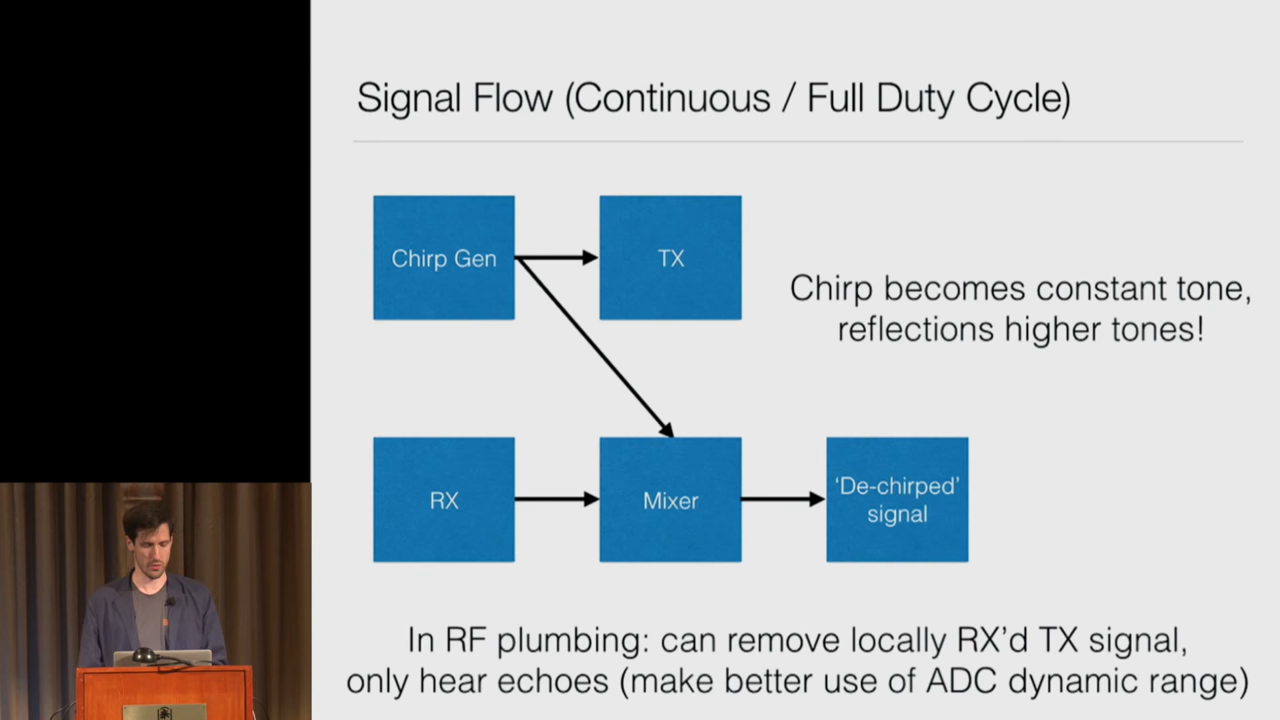 Signal Flow (Continuous / Full Duty Cycle)
Chirp Gen
TX
Chirp becomes constant tone,
reflections higher tones!
RX
Mixer
‘De-chirped’
signal
In RF plumbing: can remove locally RX’d TX signal,
only hear echoes (make better use of ADC dynamic range)